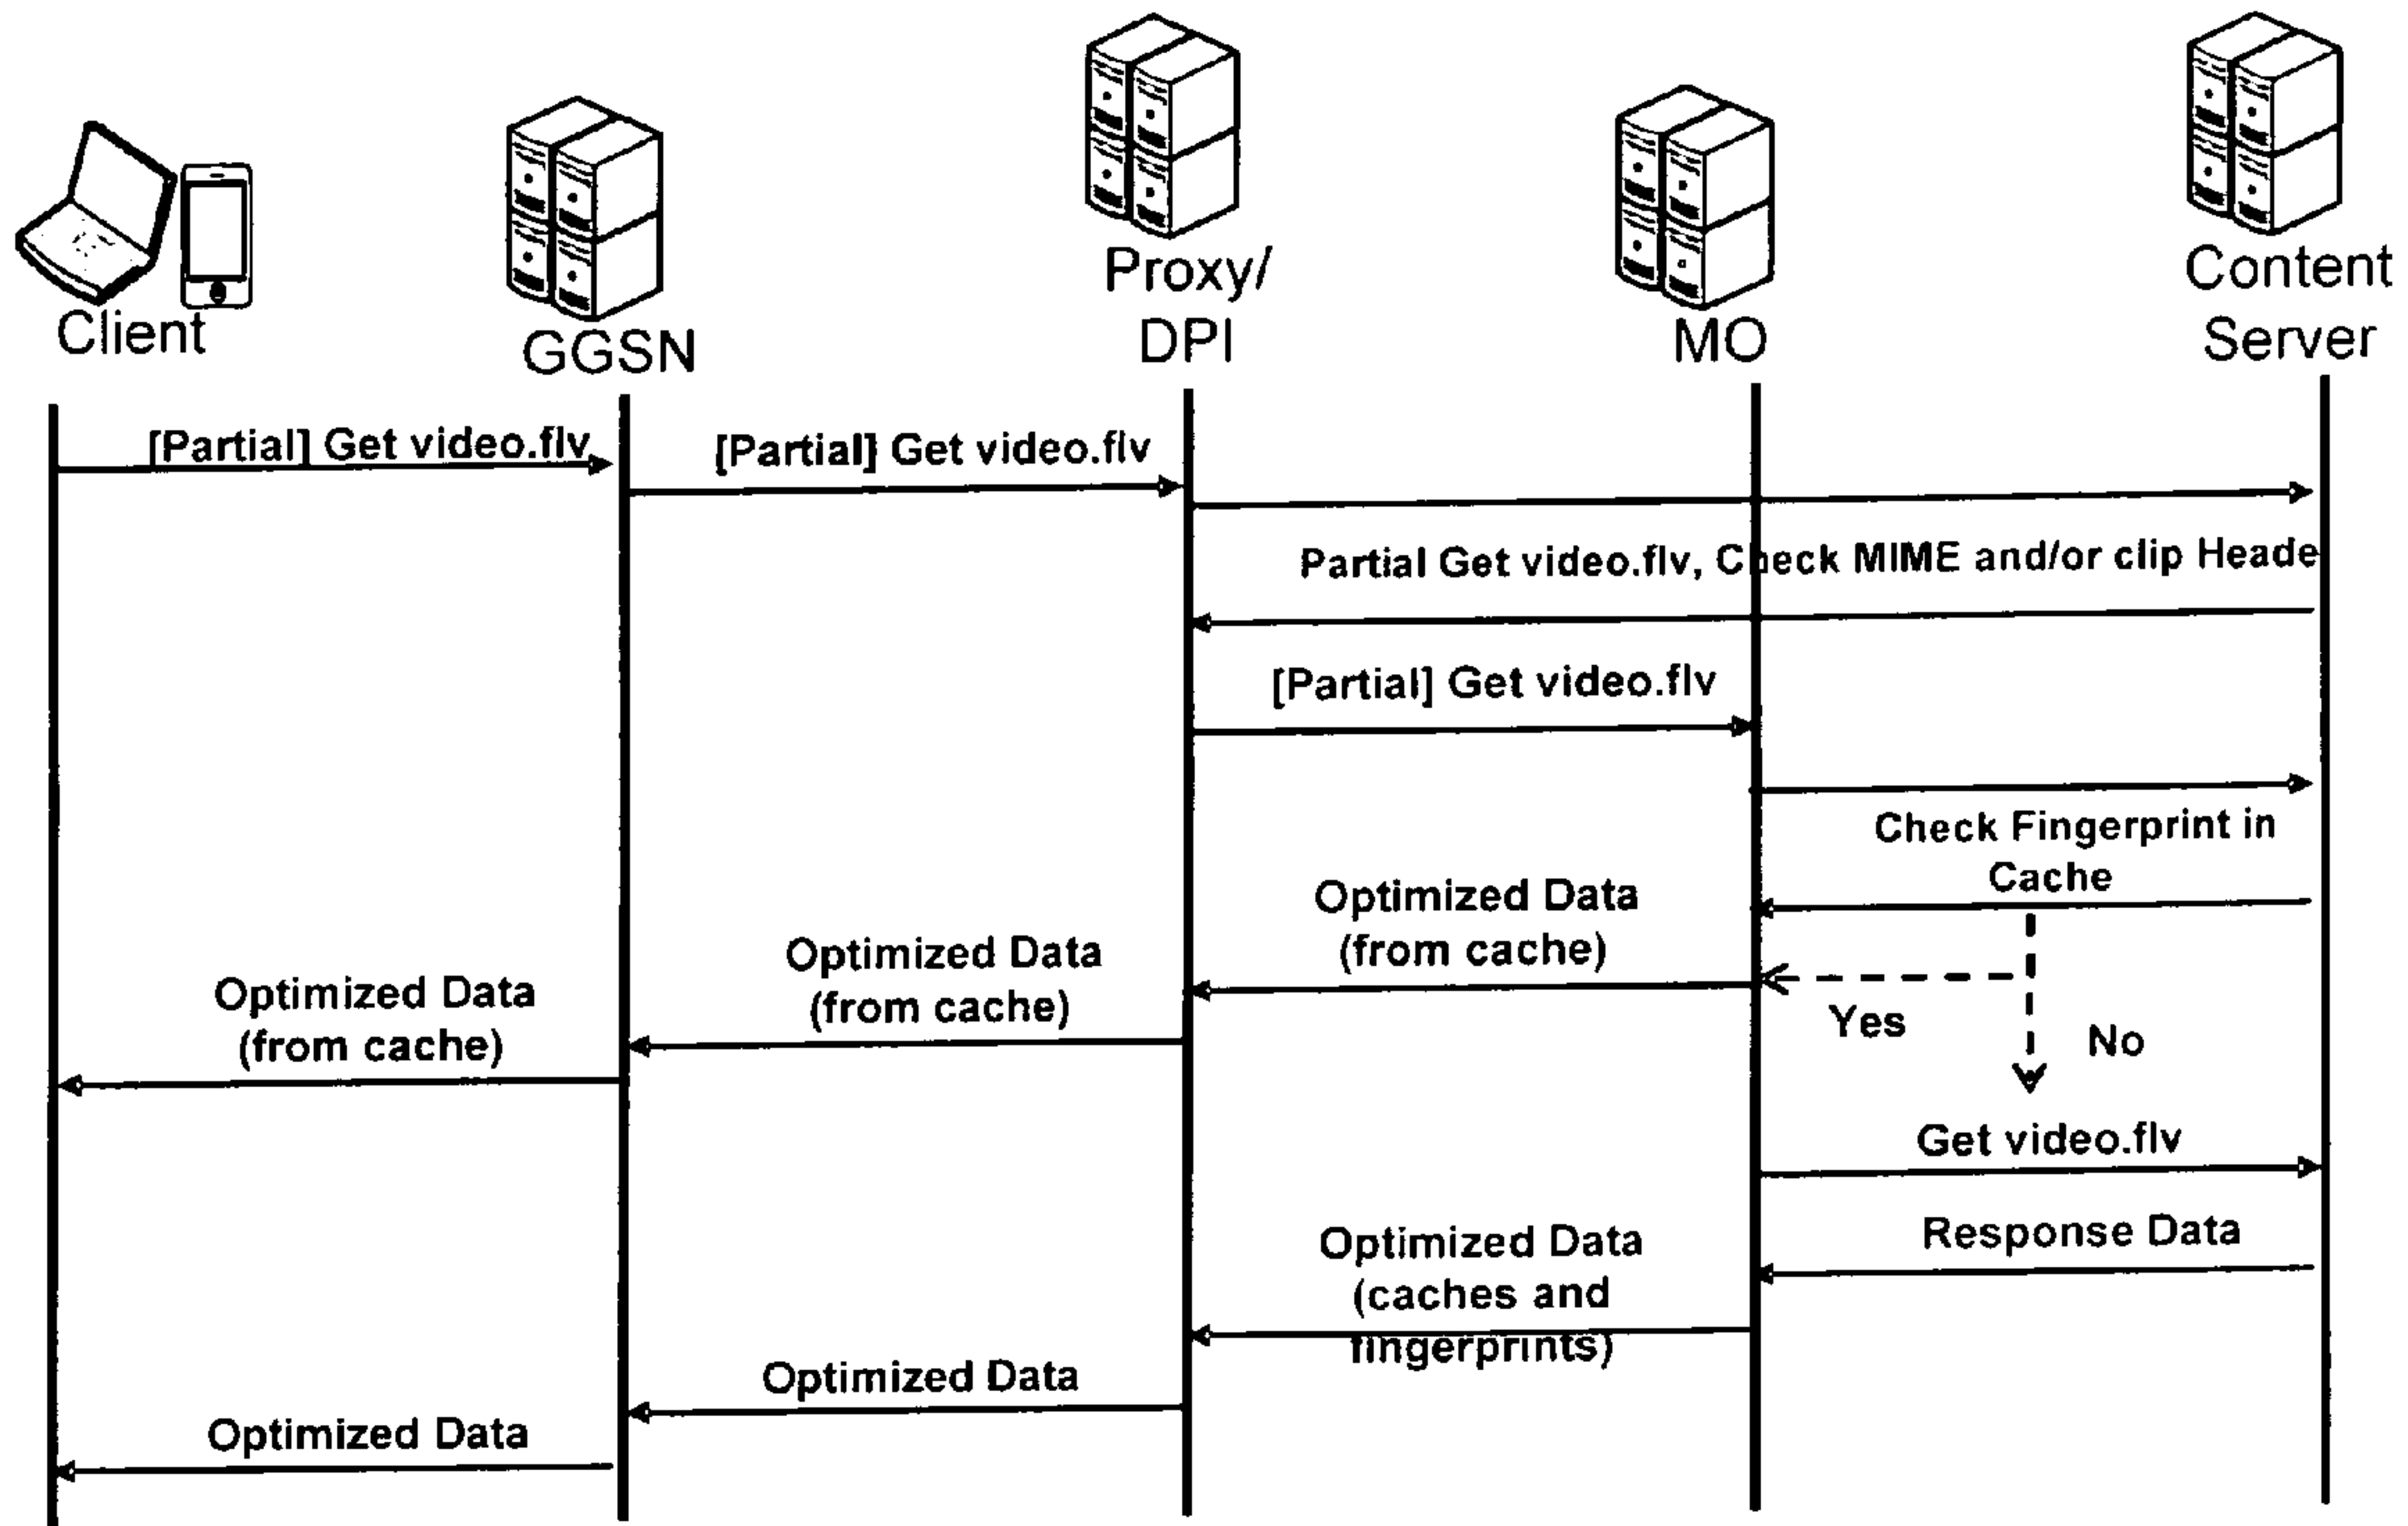 Client
GGSN
Proxy/
DPI
MO
Content
Server
[Partial] Get video.flv
[Partial] Get video.flv
Partial Get video.flv, Check MIME and/or clip Heade
[Partial] Get video.flv
Check Fingerprint in
Cache
Optimized Data
(from cache)
Optimized Data
(from cache)
Optimized Data
(from cache)
Yes
No
Get video.flv
Response Data
Optimized Data
(caches and
fingerprints)
Optimized Data
Optimized Data